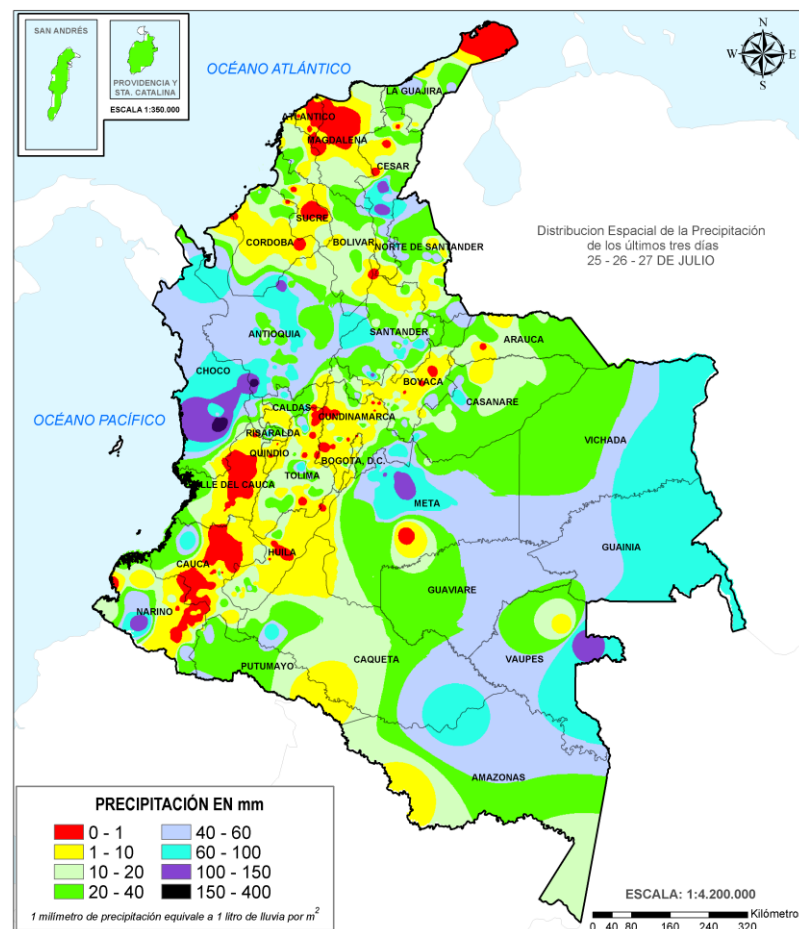 SAN ANDRÉS
PROVIDENCIA Y
STA. CATALINA
ESCALA 1:350.000
OCÉANO ATLÁNTICO
N
W
E
S
LA GUAJIRA
ATLANTICO
MAGDALENA
CESAR
SUCRE
CORDOBA
BOLIVAR
NORTE DE SANTANDER
Distribucion Espacial de la Precipitación
de los últimos tres días
25 - 26 - 27 DE JULIO
ANTIOQUIA
SANTANDER
ARAUCA
CHOCO
BOYACA
CASANARE
OCÉANO PACÍFICO
CALDAS
CUNDINAMARCA
RISARALDA
VICHADA
QUINDIO
BOGOTA, D.C.
TOLIMA
VALLE DEL CAUCA
META
GUAINIA
HUILA
CAUCA
GUAVIARE
NARINO
PUTUMAYO
CAQUETA
VAUPES
AMAZONAS
PRECIPITACIÓN EN mm
0 - 1
40 - 60
1 - 10
60 - 100
10 - 20
100 - 150
20 - 40
150 - 400
1 milímetro de precipitación equivale a 1 litro de lluvia por m²
ESCALA: 1:4.200.000
Kilómetros
0 40 80 160 240 320